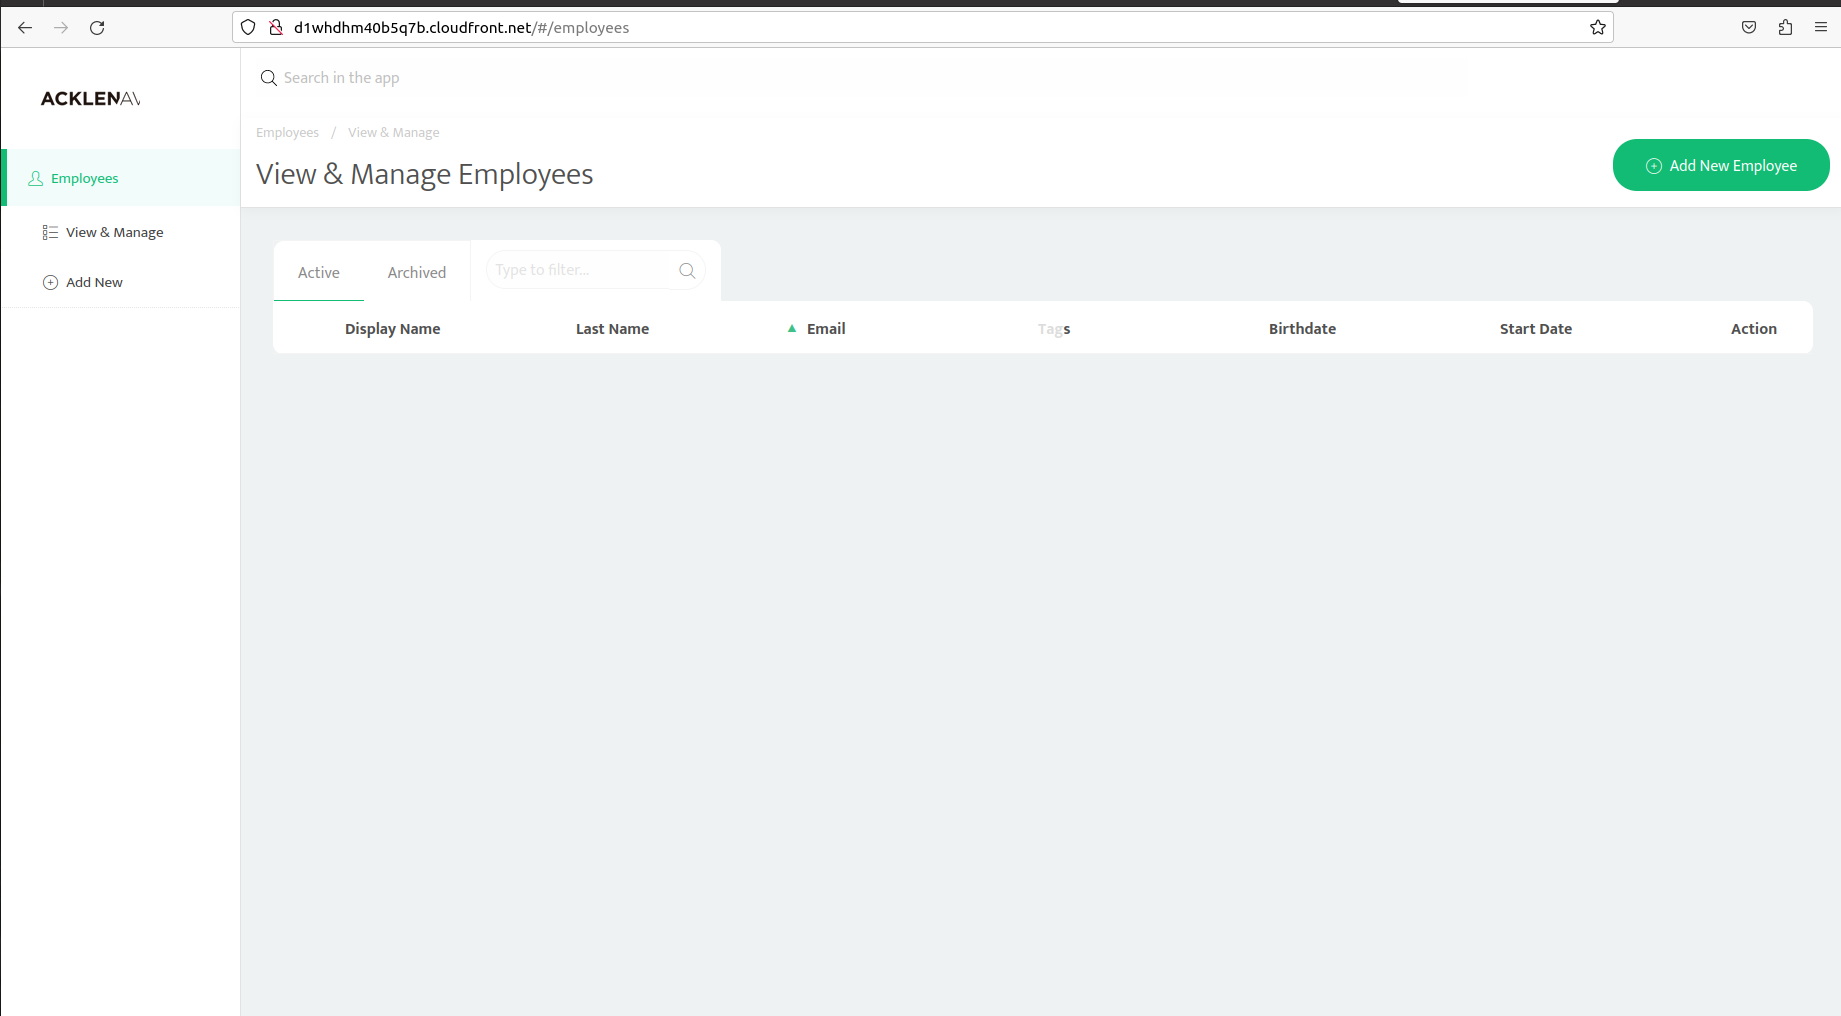 d1whdhm40b5q7b.cloudfront.net/#/employees
ACKLENAV
Search in the app
Employees / View & Manage
View & Manage Employees
Add New Employee
Employees
View & Manage
Add New
Active Archived Type to filter...
Display Name Last Name ▲ Email Tags Birthdate Start Date Action